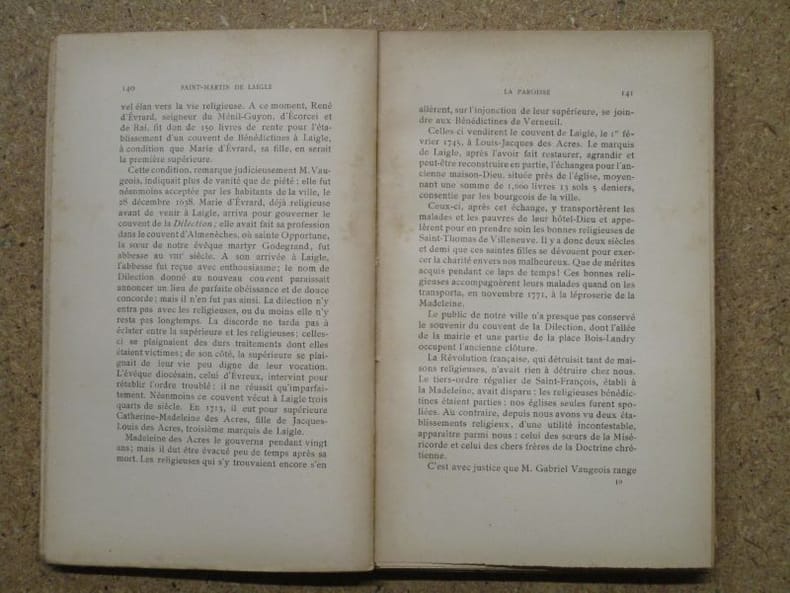 140
SAINT-MARTIN DE LAIGLE
vel élan vers la vie religieuse. A ce moment, René
d'Évrard, seigneur du Ménil-Guyon, d'Écorcei et
de Rai, fit don de 150 livres de rente pour l'éta-
blissement d'un couvent de Bénédictines à Laigle,
à condition que Marie d'Évrard, sa fille, en serait
la première supérieure.
Cette condition, remarque judicieusement M. Vau-
geois, indiquait plus de vanité que de piété ; elle fut
néanmoins acceptée par les habitants de la ville, le
28 décembre 1638. Marie d'Évrard, déjà religieuse
avant de venir à Laigle, arriva pour gouverner le
couvent de la Dilection ; elle avait fait sa profession
dans le couvent d'Almenèches, où sainte Opportune,
la sœur de notre évêque martyr Godegrand, fut
abbesse au VIIIe siècle. A son arrivée à Laigle,
l'abbesse fut reçue avec enthousiasme ; le nom de
Dilection donné au nouveau couvent paraissait
annoncer un lieu de parfaite obéissance et de douce
concorde ; mais il n'en fut pas ainsi. La dilection n'y
entra pas avec les religieuses, ou du moins elle n'y
resta pas longtemps. La discorde ne tarda pas à
éclater entre la supérieure et les religieuses ; celles-
ci se plaignaient des durs traitements dont elles
étaient victimes ; de son côté, la supérieure se plai-
gnait de leur vie peu digne de leur vocation.
L'évêque diocésain, celui d'Évreux, intervint pour
rétablir l'ordre troublé ; il ne réussit qu'imparfai-
tement. Néanmoins ce couvent vécut à Laigle trois
quarts de siècle. En 1713, il eut pour supérieure
Catherine-Madeleine des Acres, fille de Jacques-
Louis des Acres, troisième marquis de Laigle.
Madeleine des Acres le gouverna pendant vingt
ans ; mais il dut être évacué peu de temps après sa
mort. Les religieuses qui s'y trouvaient encore s'en
LA PAROISSE
141
allèrent, sur l'injonction de leur supérieure, se join-
dre aux Bénédictines de Verneuil.
Celles-ci vendirent le couvent de Laigle, le 1er fé-
vrier 1745, à Louis-Jacques des Acres. Le marquis
de Laigle, après l'avoir fait restaurer, agrandir et
peut-être reconstruire en partie, l'échangea pour l'an-
cienne maison-Dieu, située près de l'église, moyen-
nant une somme de 1,000 livres 13 sols 5 deniers,
consentie par les bourgeois de la ville.
Ceux-ci, après cet échange, y transportèrent les
malades et les pauvres de leur hôtel-Dieu et appe-
lèrent pour en prendre soin les bonnes religieuses de
Saint-Thomas de Villeneuve. Il y a donc deux siècles
et demi que ces saintes filles se dévouent pour exer-
cer la charité envers nos malheureux. Que de mérites
acquis pendant ce laps de temps ! Ces bonnes reli-
gieuses accompagnèrent leurs malades quand on les
transporta, en novembre 1771, à la léproserie de la
Madeleine.
Le public de notre ville n'a presque pas conservé
le souvenir du couvent de la Dilection, dont l'allée
de la mairie et une partie de la place Bois-Landry
occupent l'ancienne clôture.
La Révolution française, qui détruisit tant de mai-
sons religieuses, n'avait rien à détruire chez nous.
Le tiers-ordre régulier de Saint-François, établi à
la Madeleine, avait disparu ; les religieuses bénédic-
tines étaient parties ; nos églises seules furent spo-
liées. Au contraire, depuis nous avons vu deux éta-
blissements religieux, d'une utilité incontestable,
apparaître parmi nous : celui des sœurs de la Misé-
ricorde et celui des chers frères de la Doctrine chré-
tienne.
C'est avec justice que M. Gabriel Vaugeois range
10